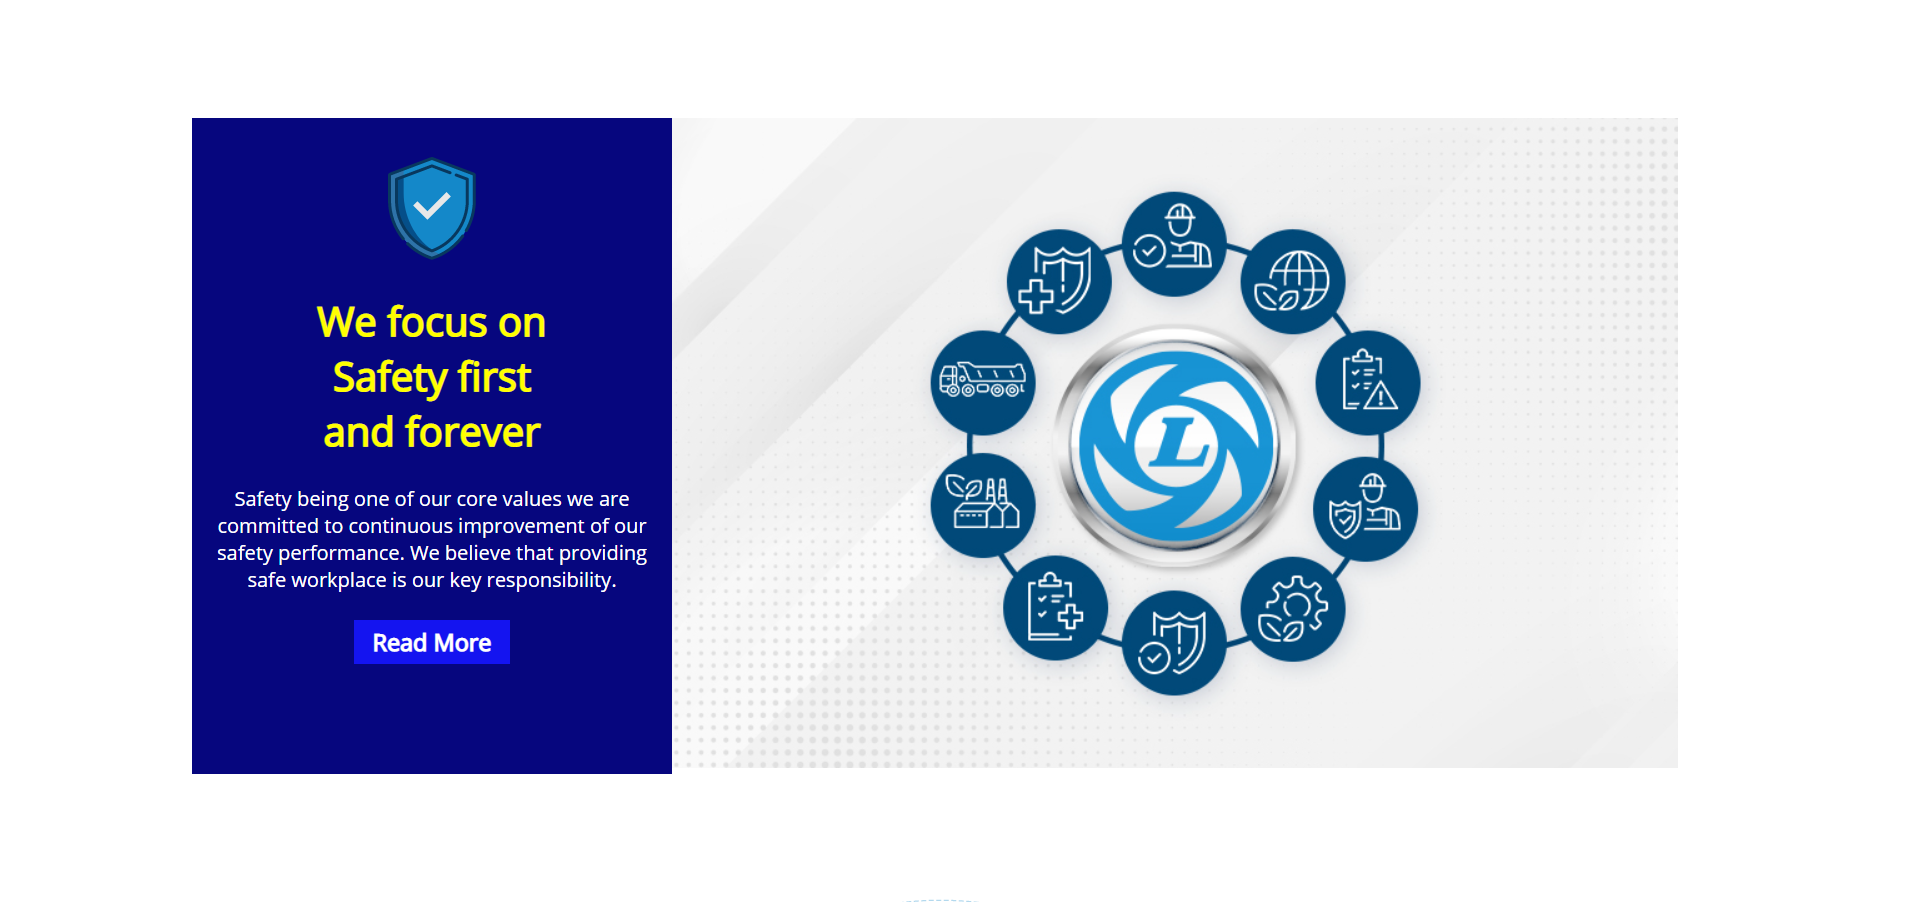 We focus on
Safety first
and forever
Safety being one of our core values we are
committed to continuous improvement of our
safety performance. We believe that providing
safe workplace is our key responsibility.
Read More
L